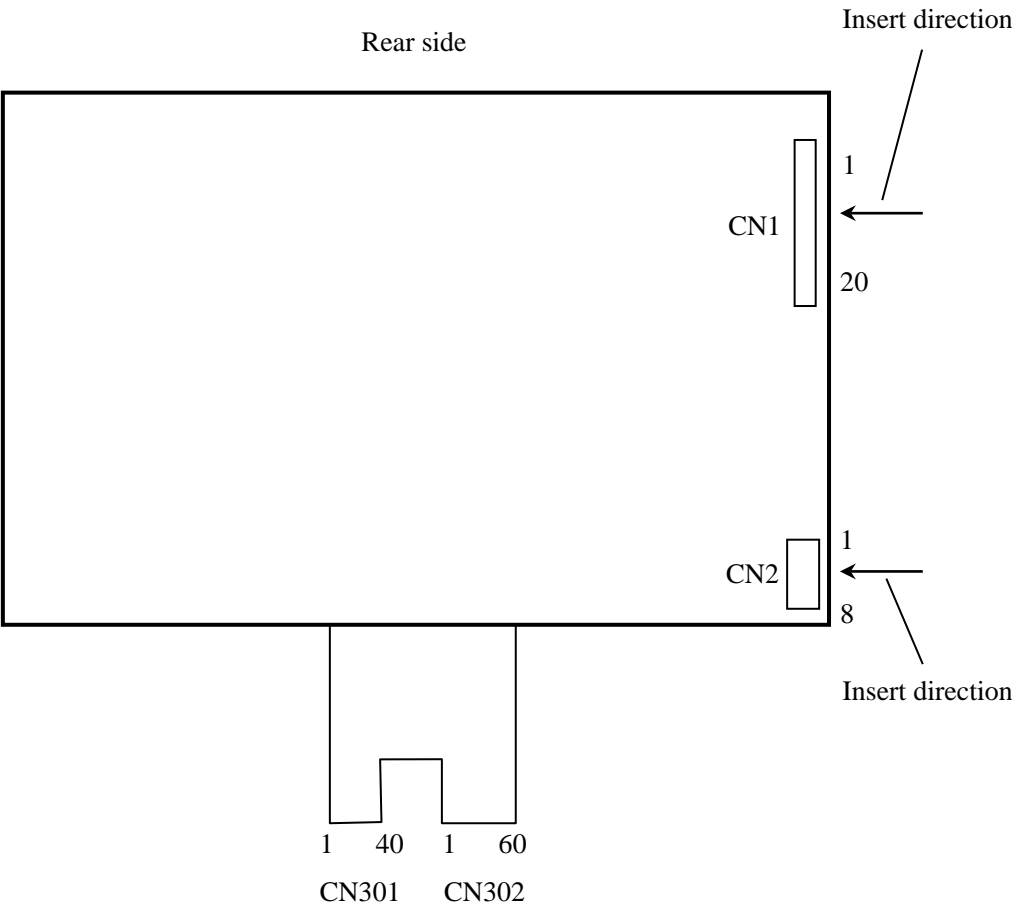 Insert direction
Rear side
1
CN1
20
1
CN2
8
Insert direction
1 40 1 60
CN301 CN302